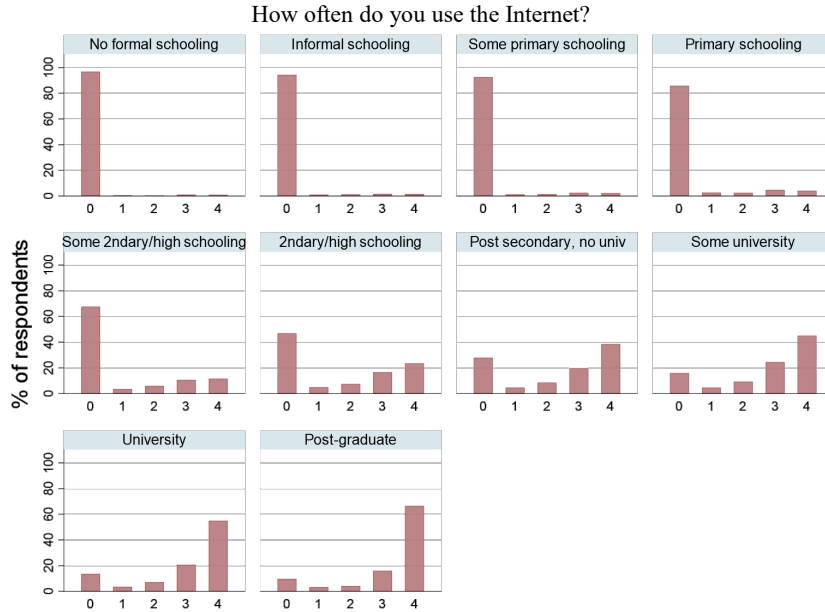 How often do you use the Internet?
No formal schooling Informal schooling Some primary schooling Primary schooling
100
80
60
40
20
0
0 1 2 3 4 0 1 2 3 4 0 1 2 3 4 0 1 2 3 4
% of respondents
Some 2ndary/high schooling 2ndary/high schooling Post secondary, no univ Some university
100
80
60
40
20
0
0 1 2 3 4 0 1 2 3 4 0 1 2 3 4 0 1 2 3 4
University Post-graduate
100
80
60
40
20
0
0 1 2 3 4 0 1 2 3 4